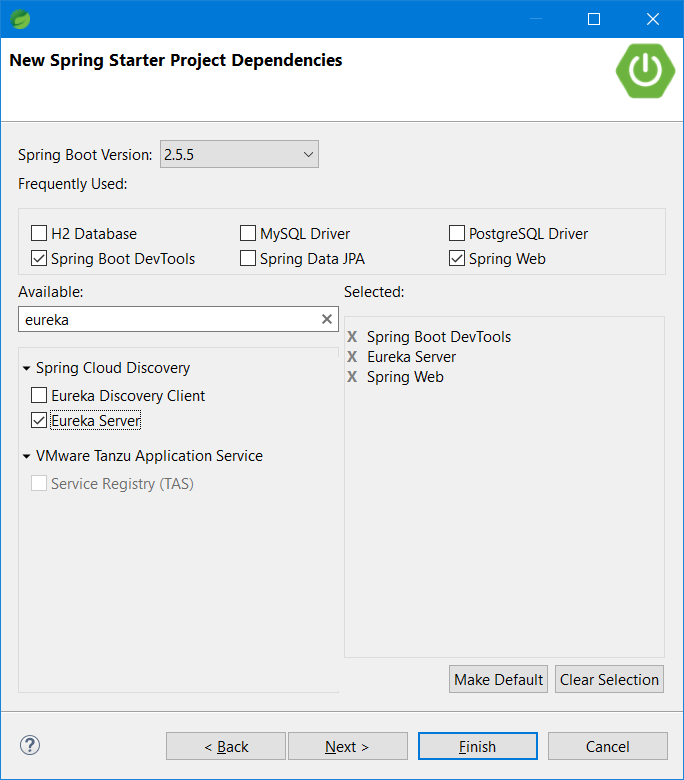 New Spring Starter Project Dependencies
Spring Boot Version: 2.5.5
Frequently Used:
H2 Database MySQL Driver PostgreSQL Driver
Spring Boot DevTools Spring Data JPA Spring Web
Available: Selected:
eureka
Spring Boot DevTools
Eureka Server
Spring Web
Spring Cloud Discovery
Eureka Discovery Client
Eureka Server
VMware Tanzu Application Service
Service Registry (TAS)
Make Default Clear Selection
< Back Next > Finish Cancel